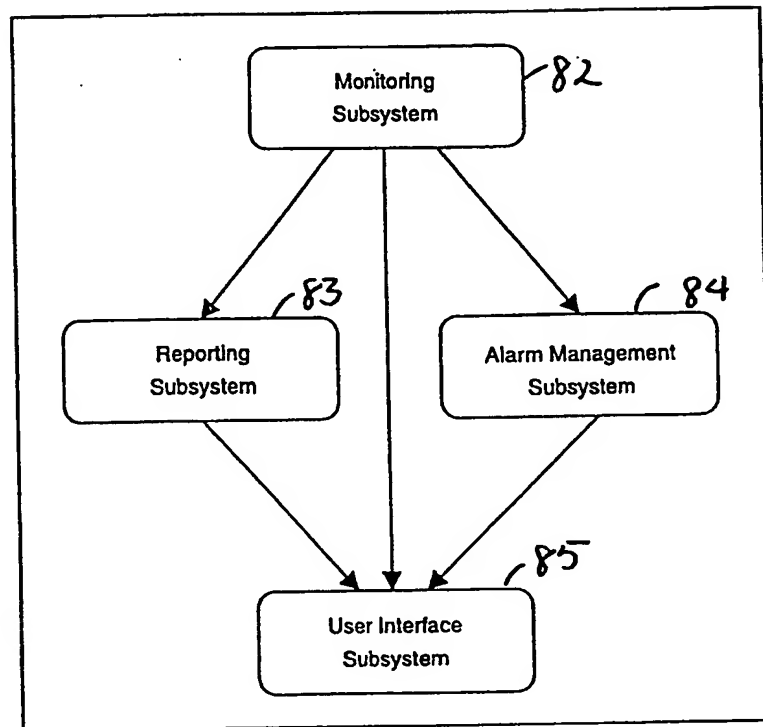 Monitoring
Subsystem
82
83
84
Reporting
Subsystem
Alarm Management
Subsystem
85
User Interface
Subsystem